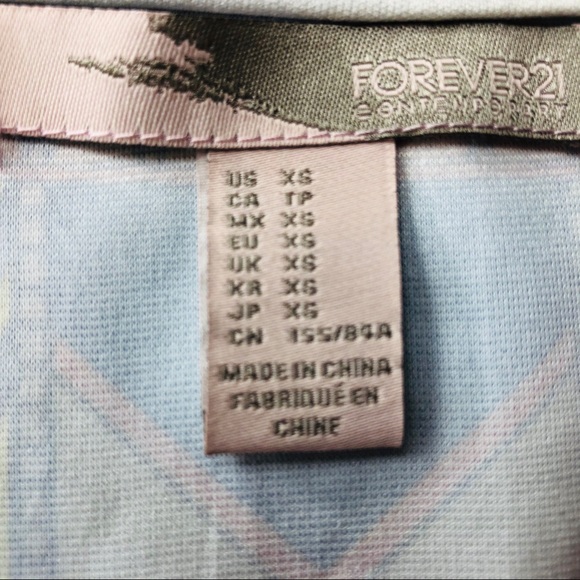 FOREVER21
CONTEMPORARY
US XS
CA TP
MX XS
EU XS
UK XS
KR XS
JP XS
CN 155/84A
MADE IN CHINA
FABRIQUÉ EN
CHINE